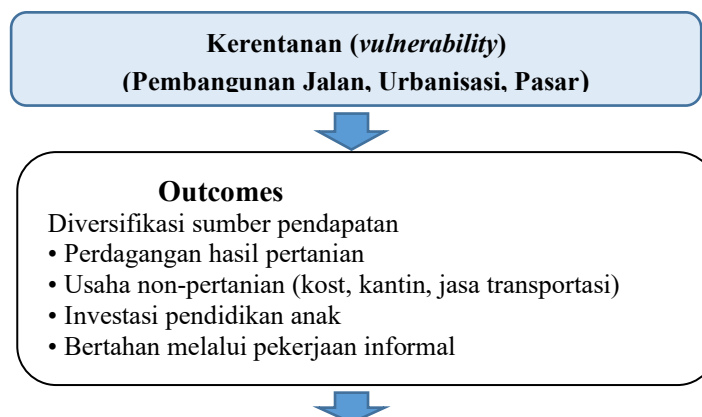 Kerentanan (vulnerability)
(Pembangunan Jalan, Urbanisasi, Pasar)
Outcomes
Diversifikasi sumber pendapatan
• Perdagangan hasil pertanian
• Usaha non-pertanian (kost, kantin, jasa transportasi)
• Investasi pendidikan anak
• Bertahan melalui pekerjaan informal